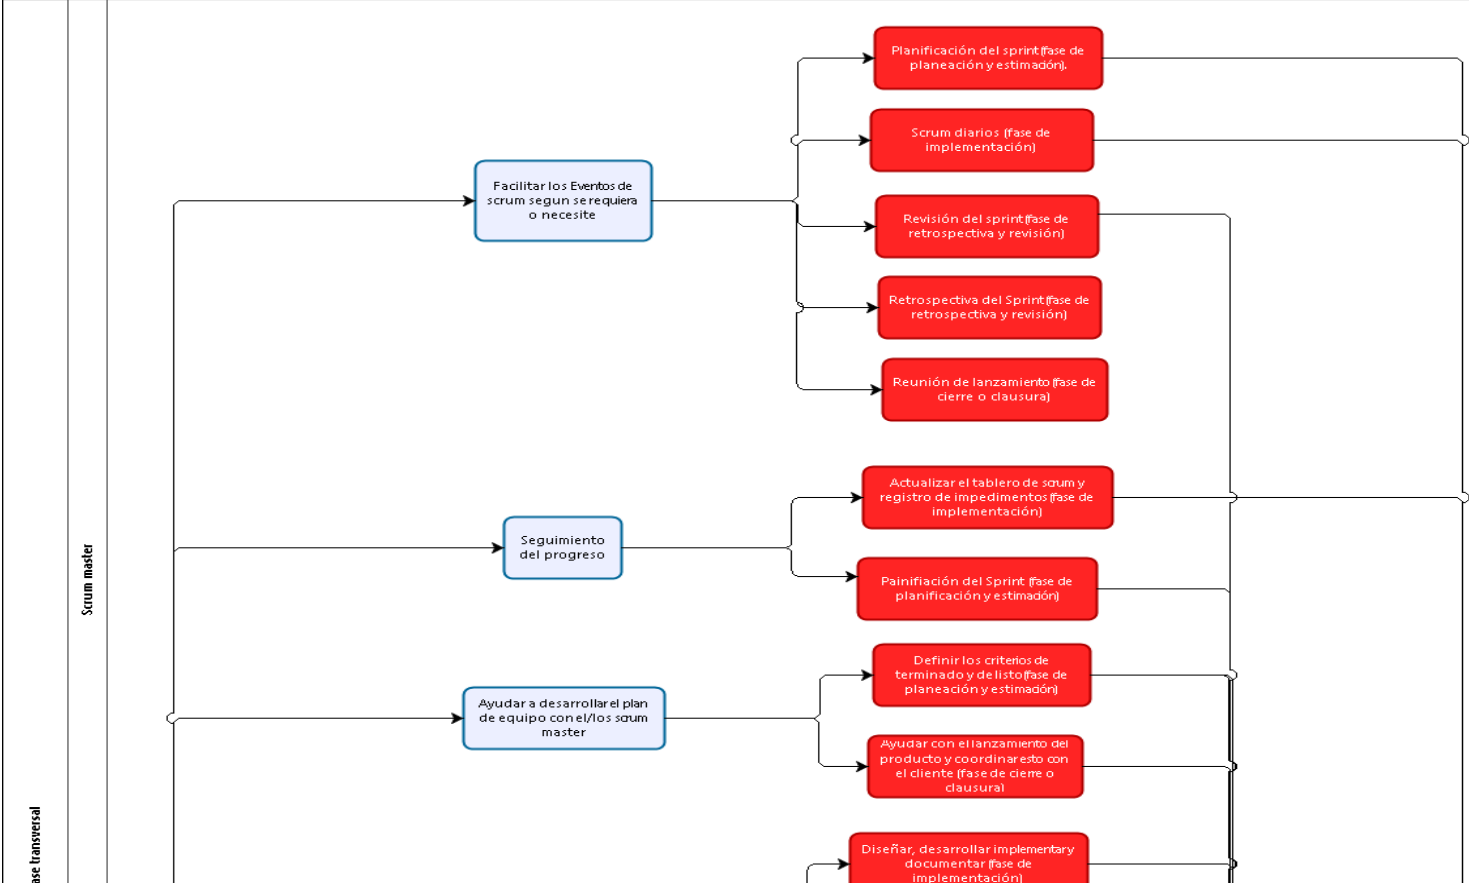 Planificación del sprint(fase de
planeación y estimación).
Scrum diarios (fase de
implementación)
Facilitar los Eventos de
scrum segun se requiera
o necesite
Revisión del sprint(fase de
retrospectiva y revisión)
Retrospectiva del Sprint(fase de
retrospectiva y revisión)
Reunión de lanzamiento (fase de
cierre o clausura)
Actualizar el tablero de scrum y
registro de impedimentos (fase de
implementación)
Seguimiento
del progreso
Painifiación del Sprint (fase de
planificación y estimación)
Definir los criterios de
terminado y de listo(fase de
planeación y estimación)
Ayudar a desarrollar el plan
de equipo con el/los scrum
master
Ayudar con el lanzamiento del
producto y coordinar esto con
el cliente (fase de cierre o
clausura)
Diseñar, desarrollar implementar y
documentar (fase de
implementación)
Scrum master
ase transversal